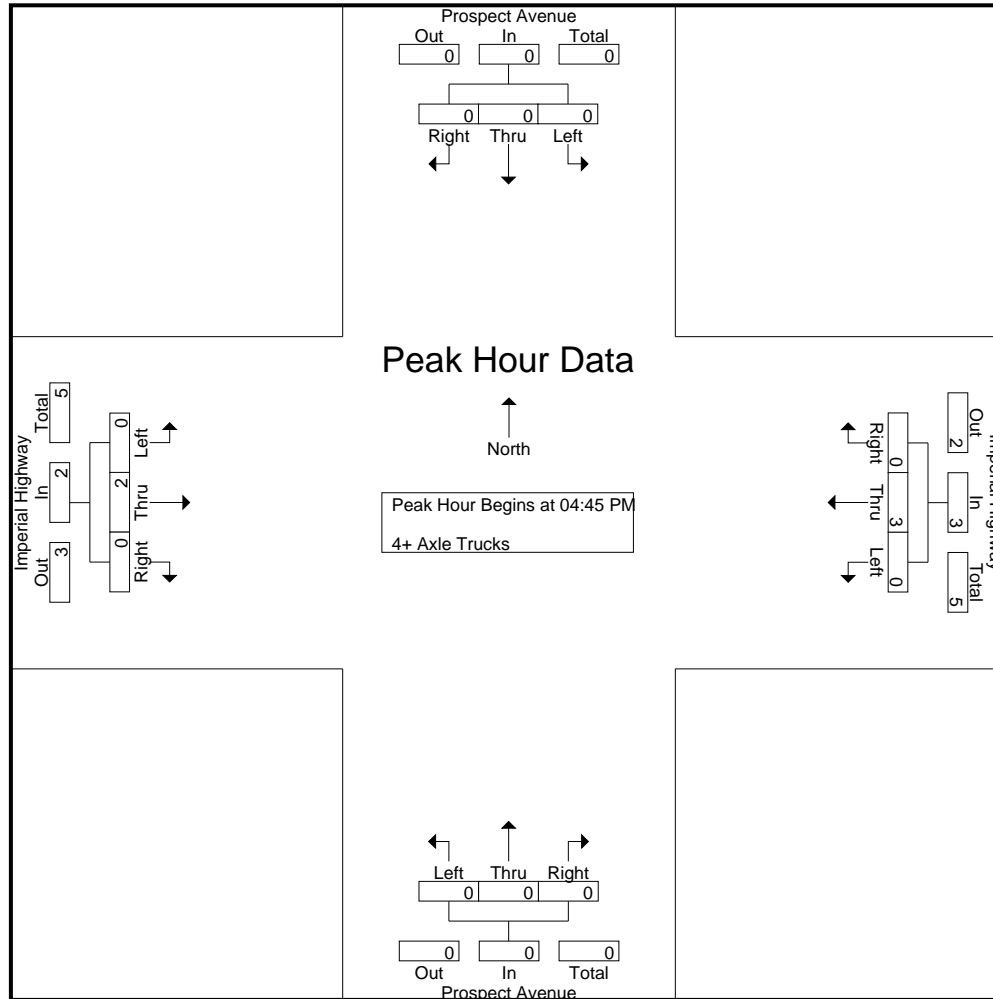 Prospect Avenue
Out In Total
0 0 0
0 0 0
Right Thru Left
Peak Hour Data
North
Peak Hour Begins at 04:45 PM
4+ Axle Trucks
Imperial Highway
Out In Total
3 2 5
Left Thru Right
0 2 0
Imperial Highway
Out In Total
2 3 5
Right Thru Left
0 3 0
Left Thru Right
0 0 0
0 0 0
Out In Total
Prospect Avenue